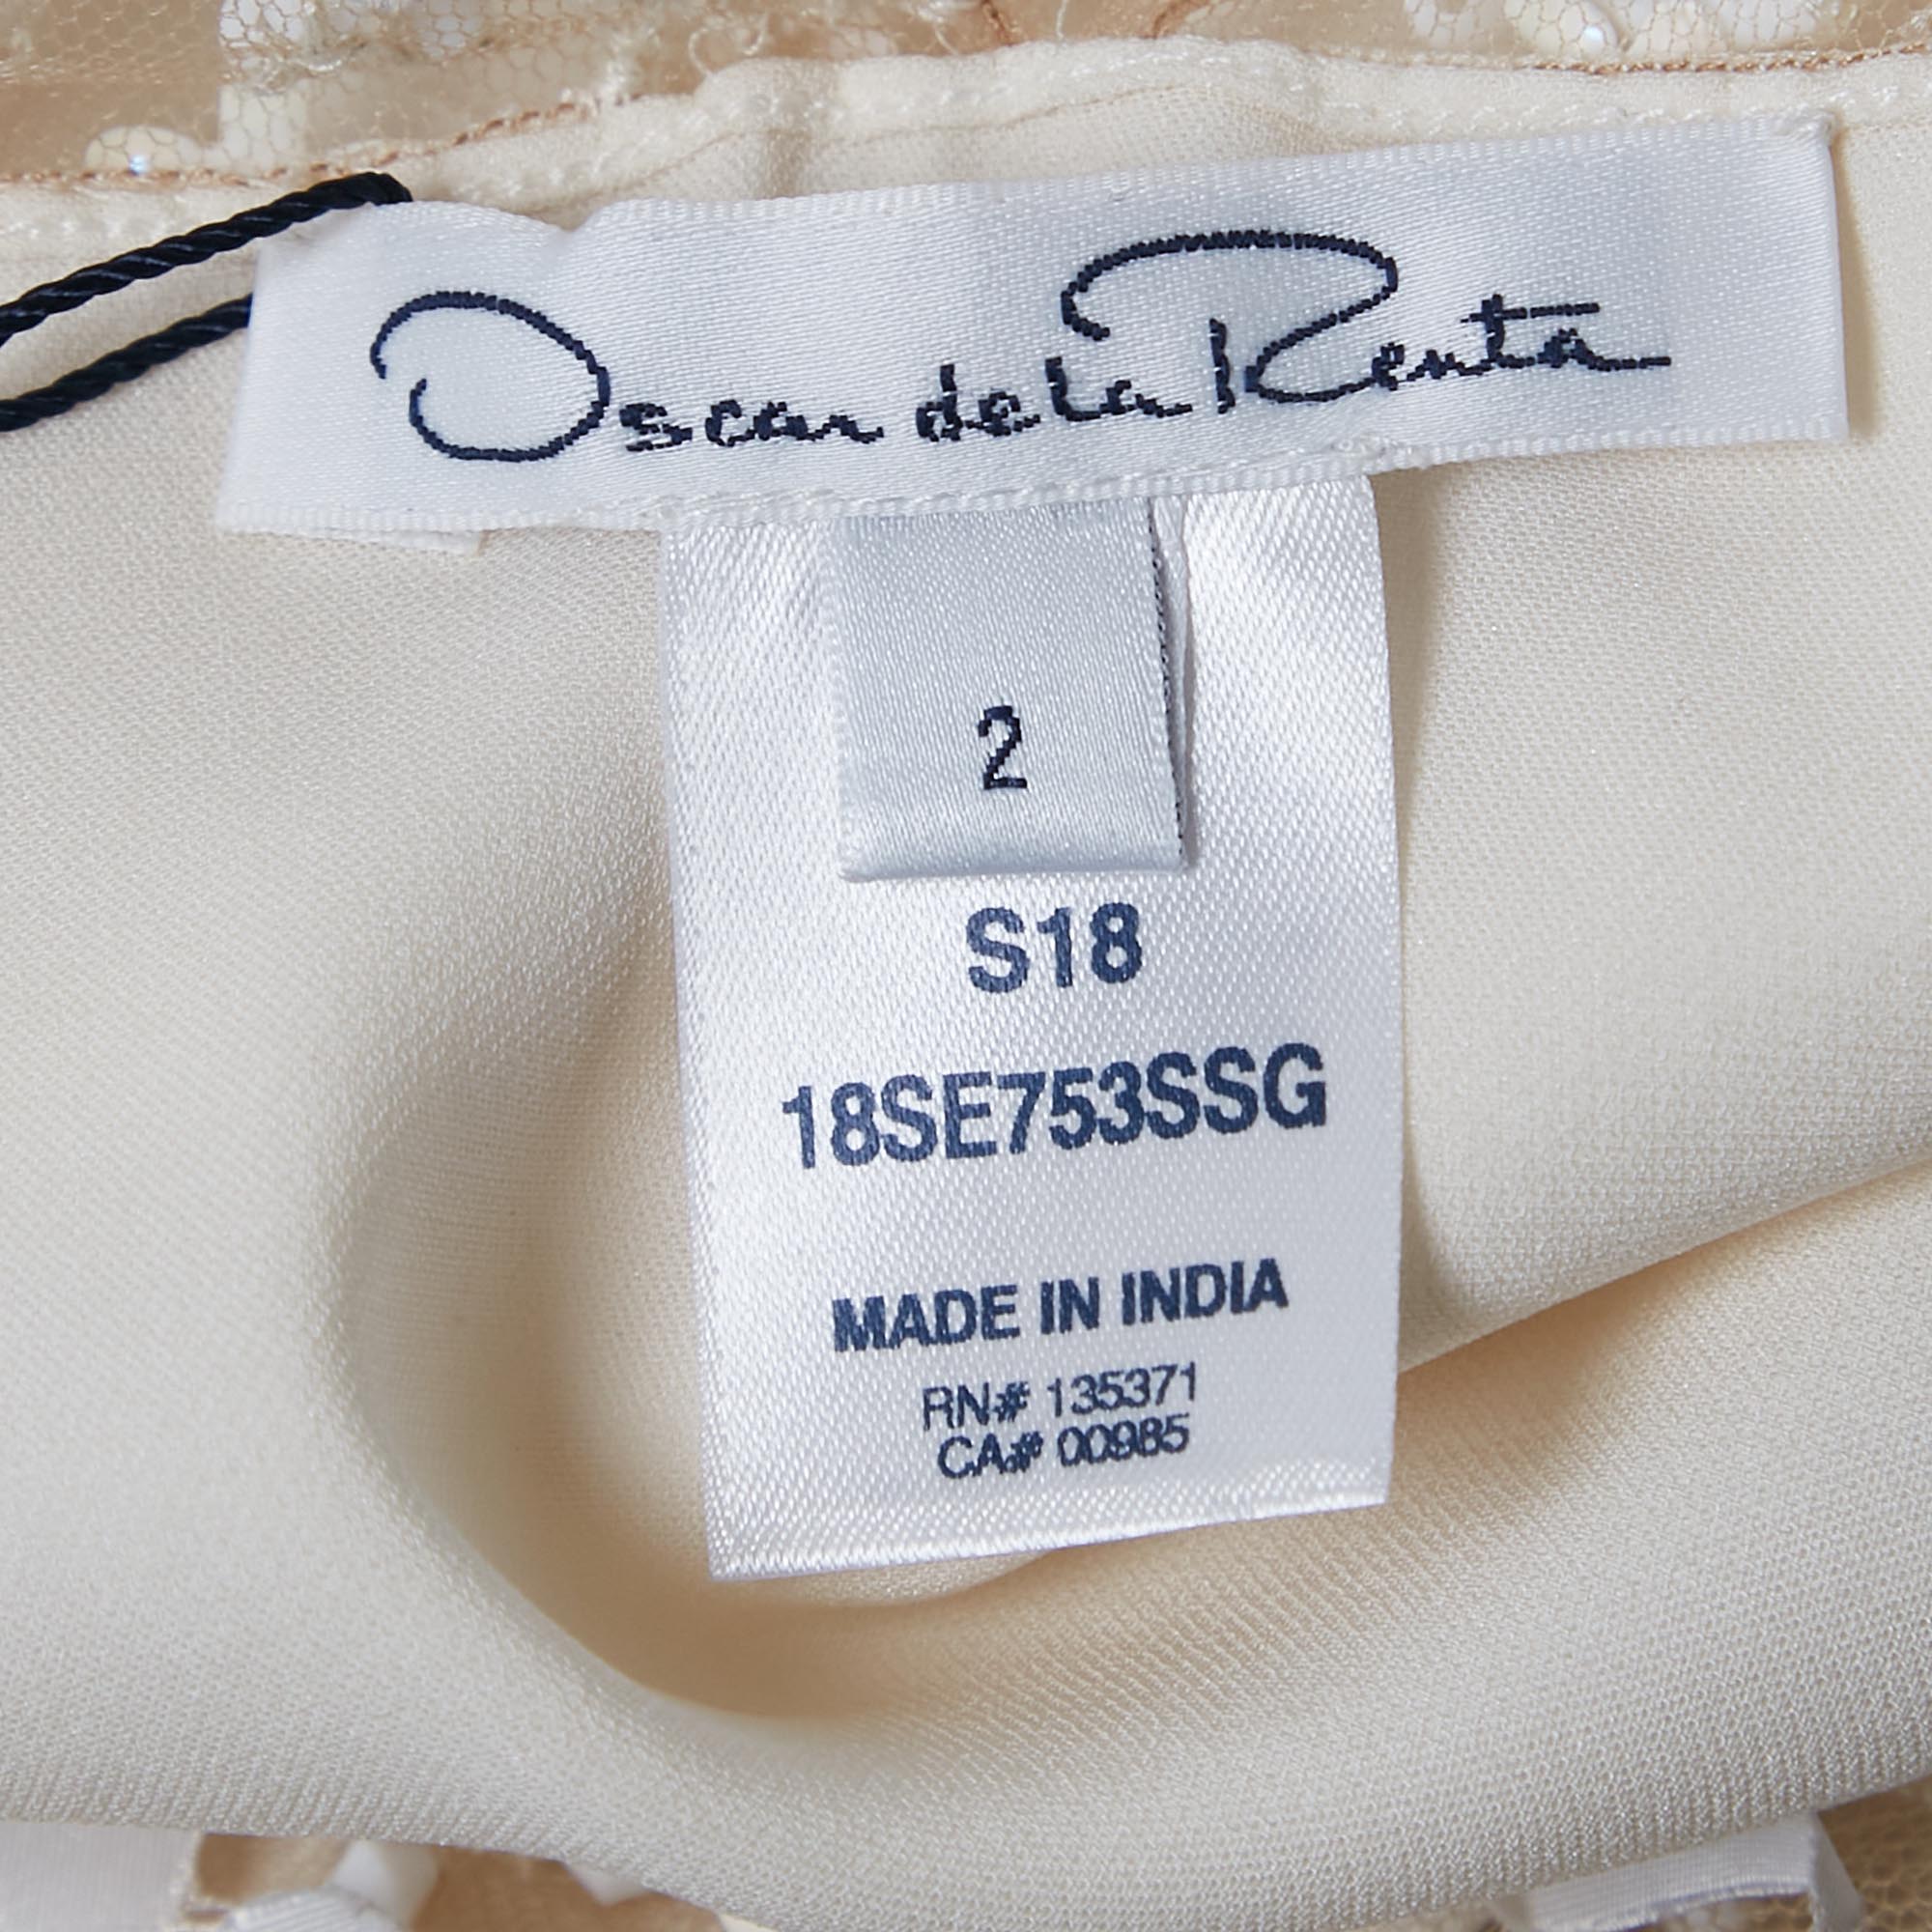 Oscar de la Renta
2
S18
18SE753SSG
MADE IN INDIA
RN# 135371
CA# 00985